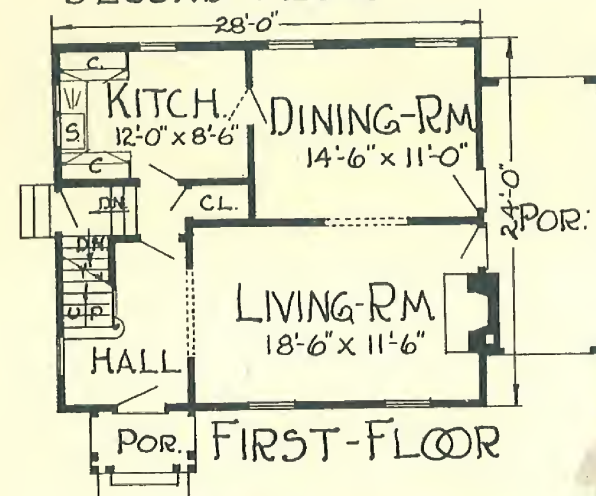 28'-0"
C.
KITCH.
12'-0" x 8'-6"
S.
C
DINING-RM
14'-6" x 11'-0"
24'-0"
POR:
DN.
CL.
DN
UP
LIVING-RM
18'-6" x 11'-6"
HALL
POR.
FIRST-FLOOR